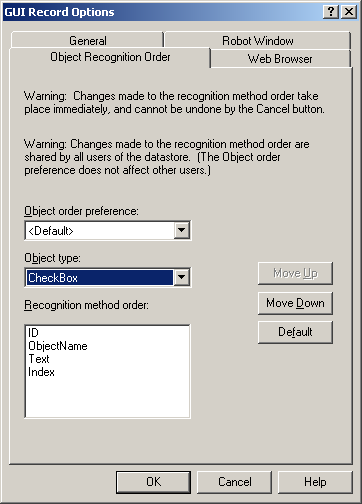 GUI Record Options
General
Robot Window
Object Recognition Order
Web Browser
Warning: Changes made to the recognition method order take
place immediately, and cannot be undone by the Cancel button.
Warning: Changes made to the recognition method order are
shared by all users of the datastore. (The Object order
preference does not affect other users.)
Object order preference:
<Default>
Object type:
CheckBox
Move Up
Recognition method order:
Move Down
ID
ObjectName
Text
Index
Default
OK
Cancel
Help